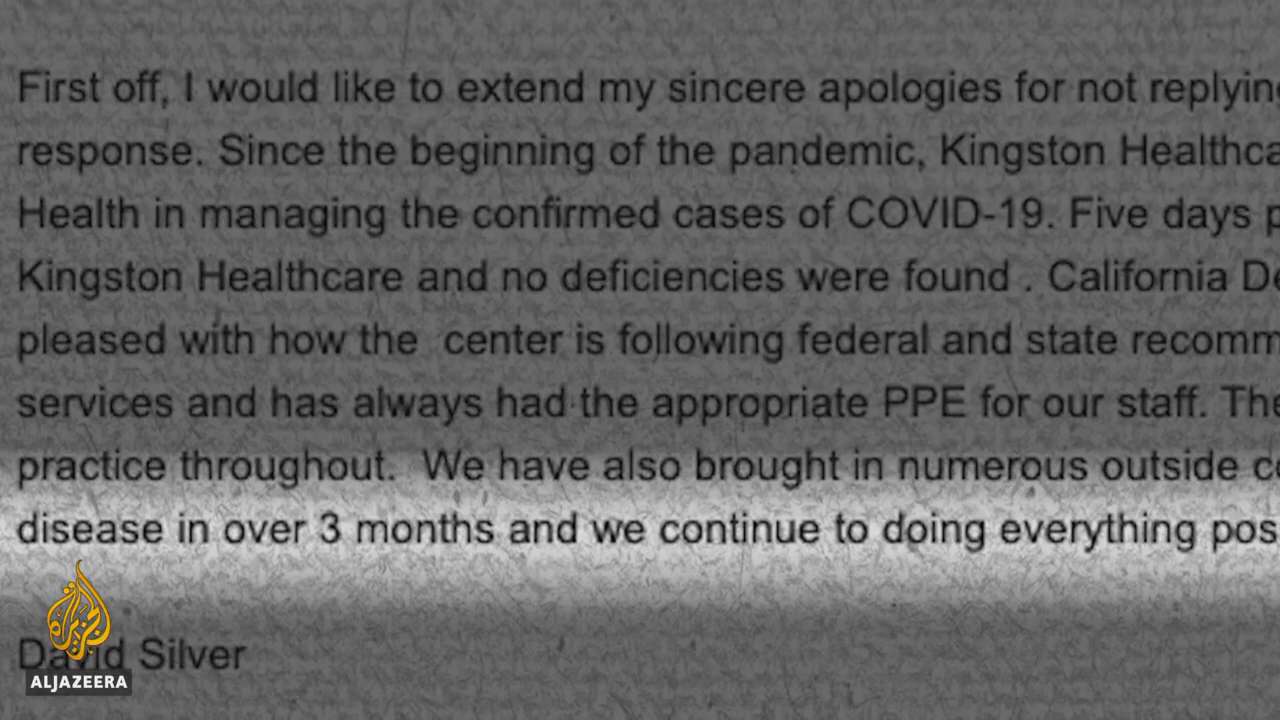 First off, I would like to extend my sincere apologies for not replying
response. Since the beginning of the pandemic, Kingston Healthca
Health in managing the confirmed cases of COVID-19. Five days p
Kingston Healthcare and no deficiencies were found . California De
pleased with how the  center is following federal and state recomm
services and has always had the appropriate PPE for our staff. The
practice throughout.  We have also brought in numerous outside co
disease in over 3 months and we continue to doing everything pos
David Silver
ALJAZEERA